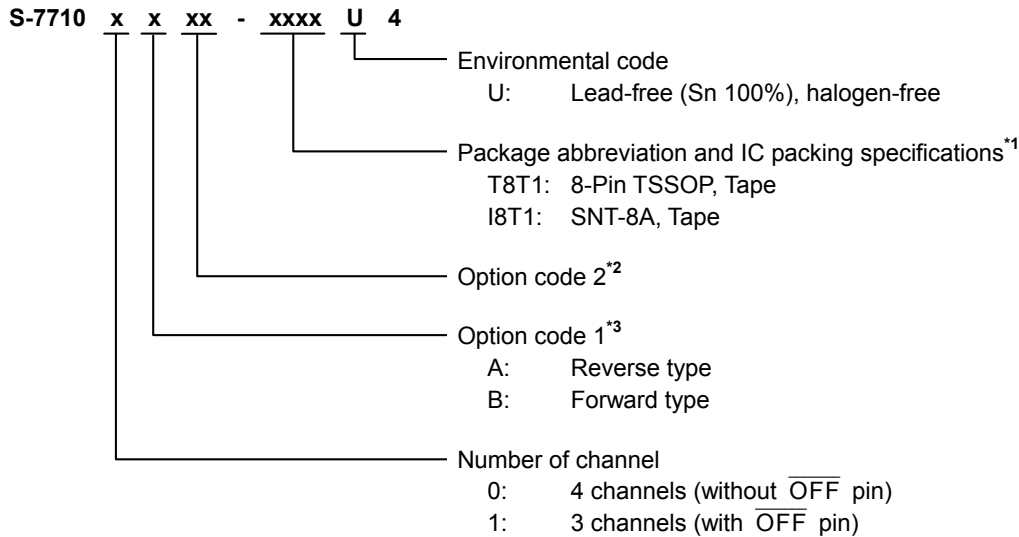 S-7710 x x xx - xxxx U 4
Environmental code
U: Lead-free (Sn 100%), halogen-free
Package abbreviation and IC packing specifications*1
T8T1: 8-Pin TSSOP, Tape
I8T1: SNT-8A, Tape
Option code 2*2
Option code 1*3
A: Reverse type
B: Forward type
Number of channel
0: 4 channels (without OFF pin)
1: 3 channels (with OFF pin)